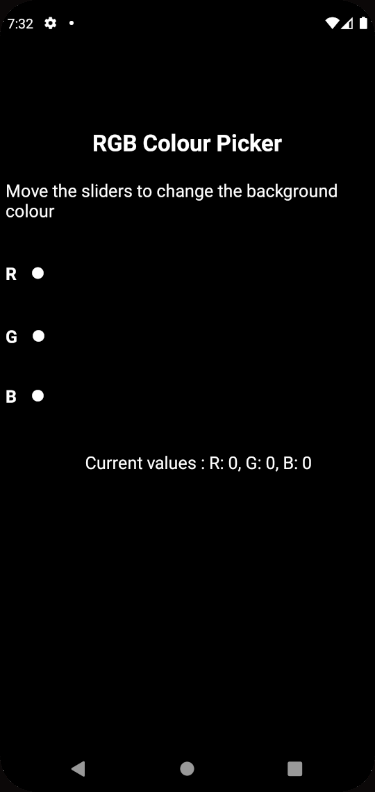 7:32
RGB Colour Picker
Move the sliders to change the background
colour
R
G
B
Current values : R: 0, G: 0, B: 0